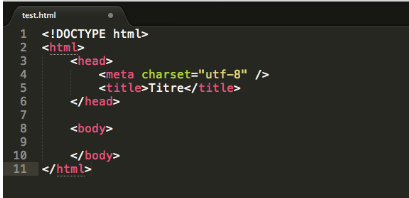 test.html
1 <!DOCTYPE html>
2 <html>
3 <head>
4 <meta charset="utf-8" />
5 <title>Titre</title>
6 </head>
7
8 <body>
9
10 </body>
11 </html>